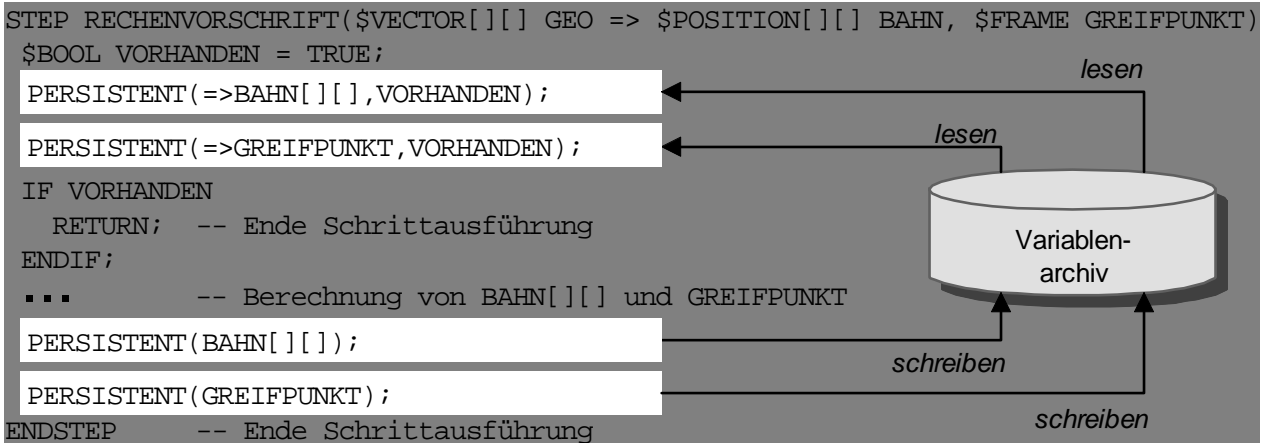 STEP RECHENVORSCHRIFT($VECTOR[][] GEO => $POSITION[][] BAHN, $FRAME GREIFPUNKT)
$BOOL VORHANDEN = TRUE;
lesen
PERSISTENT(=>BAHN[][],VORHANDEN);
lesen
PERSISTENT(=>GREIFPUNKT,VORHANDEN);
IF VORHANDEN
RETURN; -- Ende Schrittausführung
ENDIF;
Variablen-
archiv
... -- Berechnung von BAHN[][] und GREIFPUNKT
PERSISTENT(BAHN[][]);
schreiben
PERSISTENT(GREIFPUNKT);
schreiben
ENDSTEP -- Ende Schrittausführung